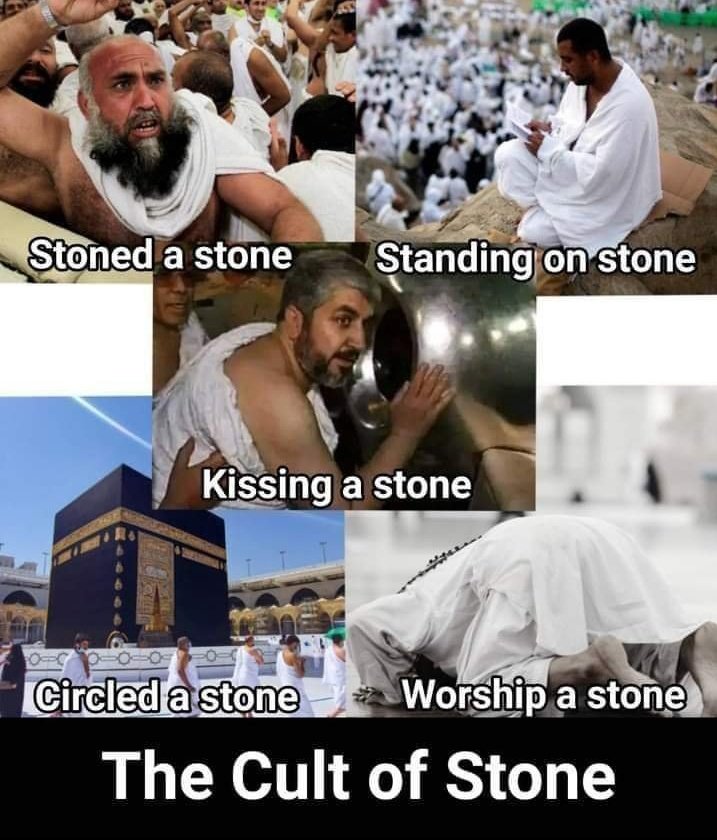 Stoned a stone
Standing on stone
Kissing a stone
Circled a stone
Worship a stone
The Cult of Stone